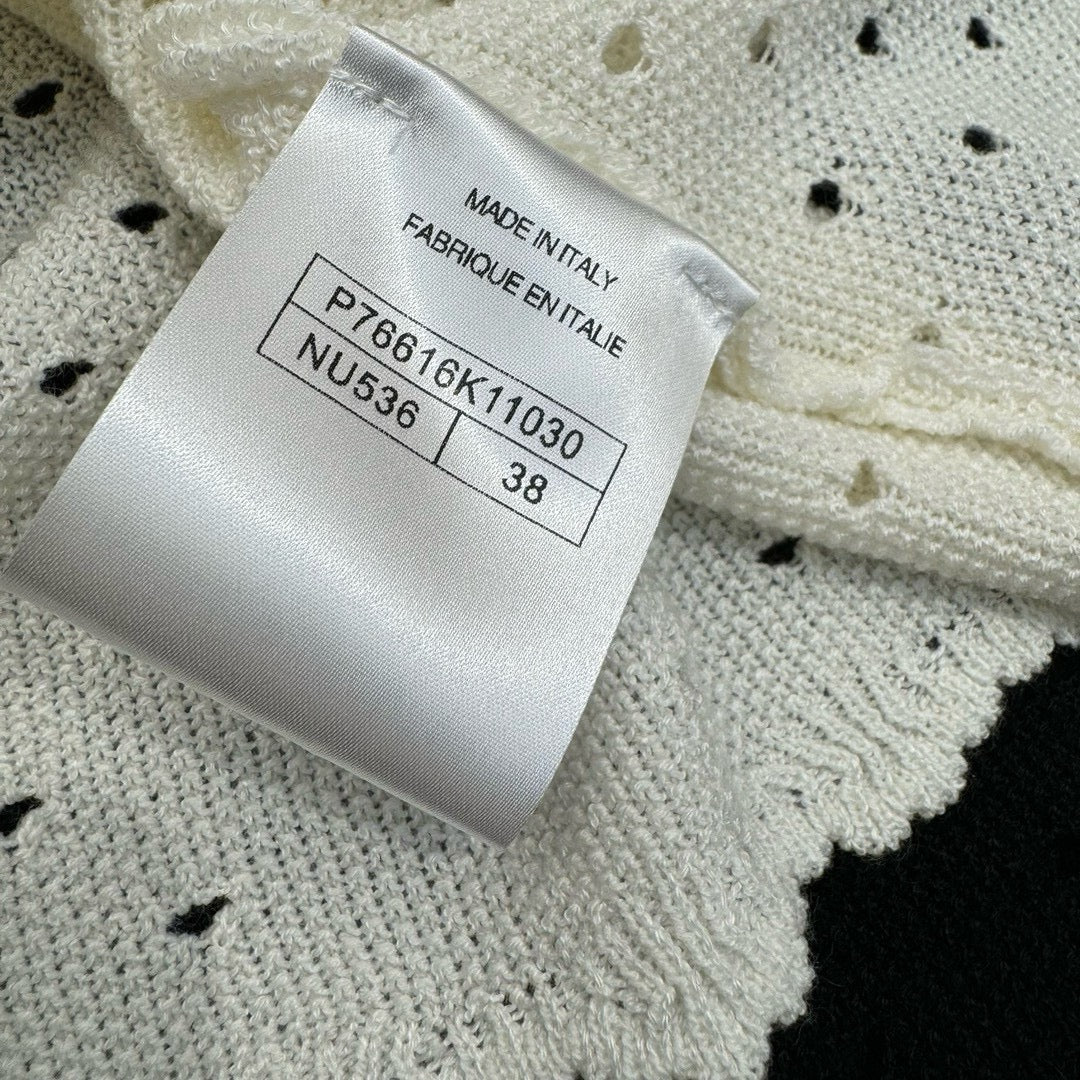 MADE IN ITALY
FABRIQUE EN ITALIE
P76616K11030
NU536 38